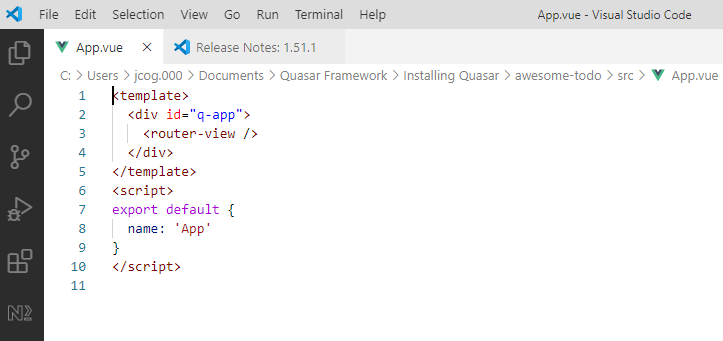 File Edit Selection View Go Run Terminal Help App.vue - Visual Studio Code
App.vue × Release Notes: 1.51.1
C: > Users > jcog.000 > Documents > Quasar Framework > Installing Quasar > awesome-todo > src > App.vue
1 <template>
2 <div id="q-app">
3 <router-view />
4 </div>
5 </template>
6 <script>
7 export default {
8 name: 'App'
9 }
10 </script>
11
N2